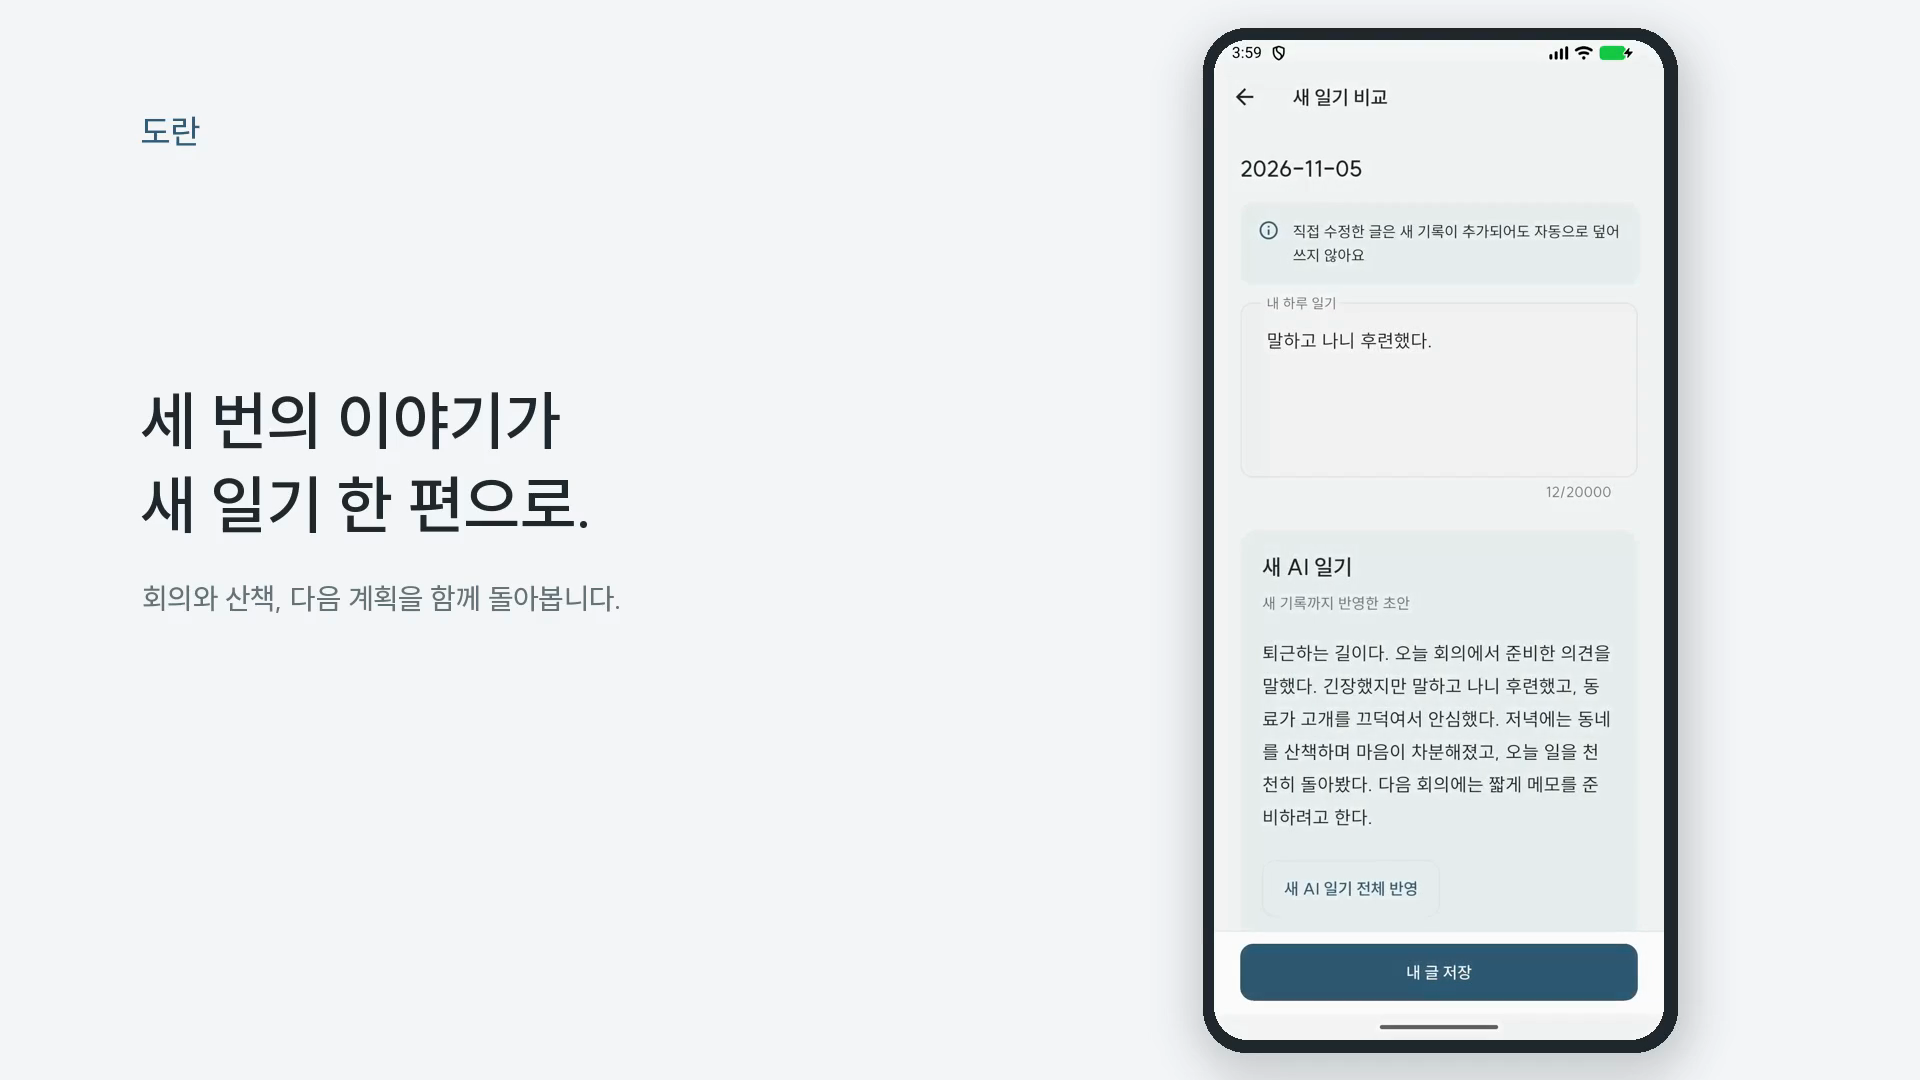 도란
세 번의 이야기가
새 일기 한 편으로.
회의와 산책, 다음 계획을 함께 돌아봅니다.
3:59
새 일기 비교
2026-11-05
직접 수정한 글은 새 기록이 추가되어도 자동으로 덮어
쓰지 않아요
내 하루 일기
말하고 나니 후련했다.
12/20000
새 AI 일기
새 기록까지 반영한 초안
퇴근하는 길이다. 오늘 회의에서 준비한 의견을
말했다. 긴장했지만 말하고 나니 후련했고, 동
료가 고개를 끄덕여서 안심했다. 저녁에는 동네
를 산책하며 마음이 차분해졌고, 오늘 일을 천
천히 돌아봤다. 다음 회의에는 짧게 메모를 준
비하려고 한다.
새 AI 일기 전체 반영
내 글 저장